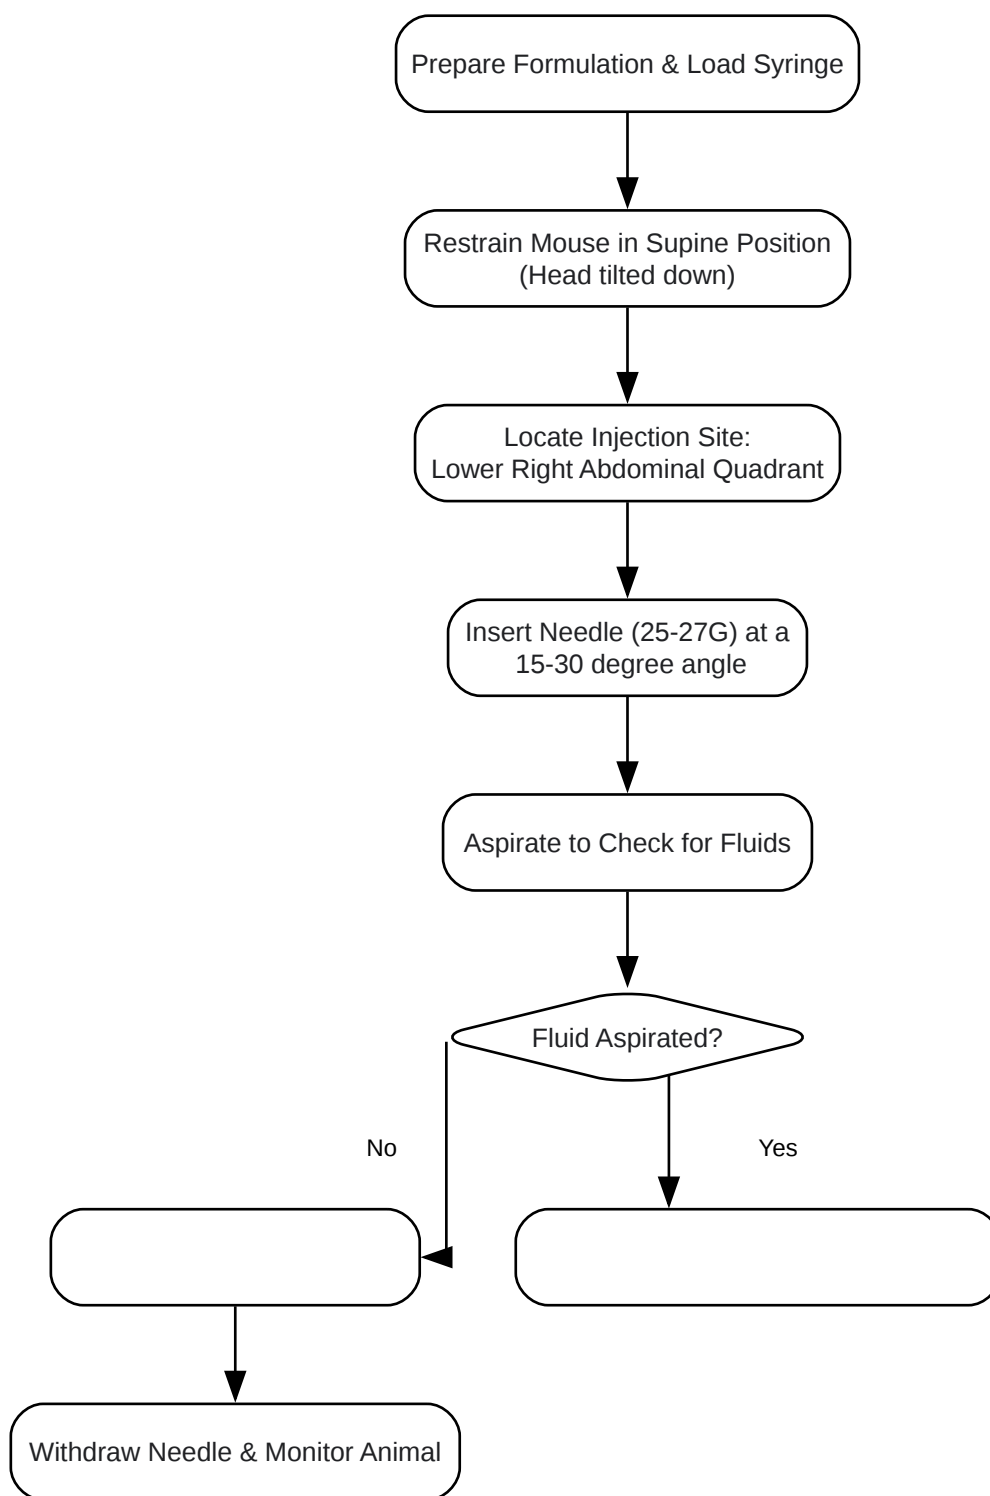 Prepare Formulation & Load Syringe
Restrain Mouse in Supine Position
(Head tilted down)
Locate Injection Site:
Lower Right Abdominal Quadrant
Insert Needle (25-27G) at a
15-30 degree angle
Aspirate to Check for Fluids
Fluid Aspirated?
No
Yes
Withdraw Needle & Monitor Animal